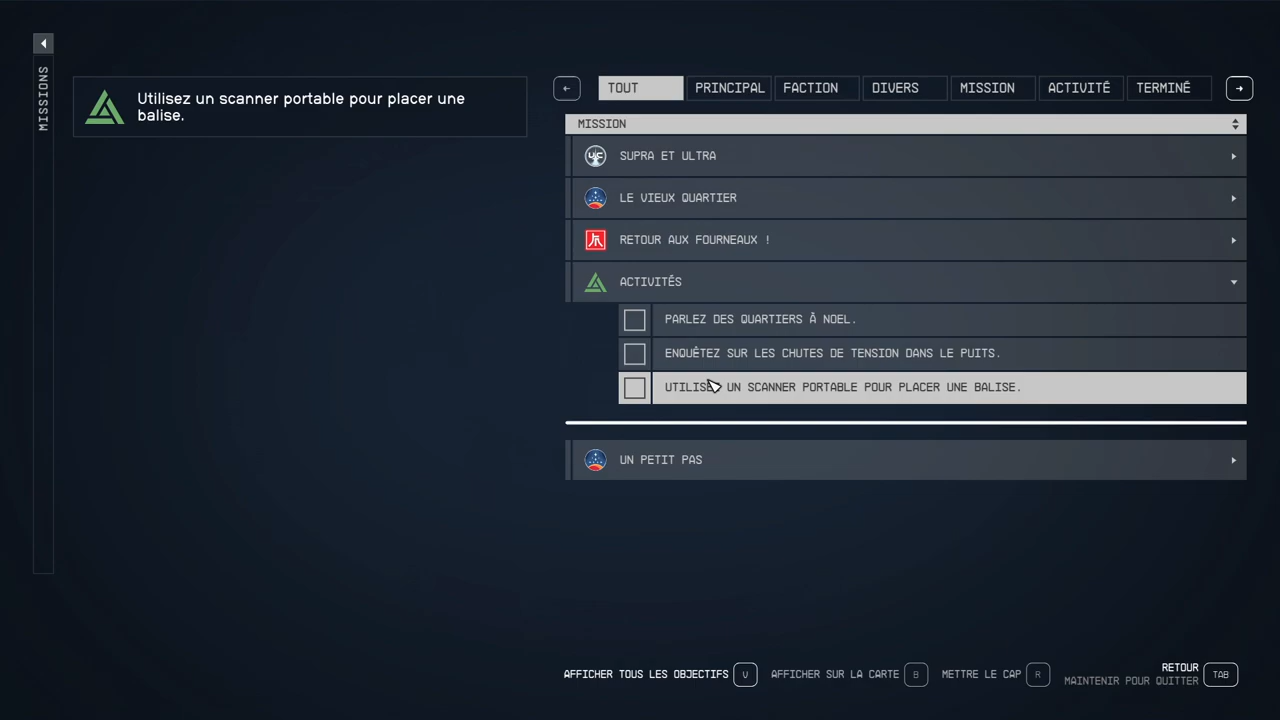 MISSIONS
Utilisez un scanner portable pour placer une
balise.
TOUT
PRINCIPAL
FACTION
DIVERS
MISSION
ACTIVITÉ
TERMINÉ
MISSION
SUPRA ET ULTRA
LE VIEUX QUARTIER
RETOUR AUX FOURNEAUX !
ACTIVITÉS
PARLEZ DES QUARTIERS À NOEL.
ENQUÊTEZ SUR LES CHUTES DE TENSION DANS LE PUITS.
UTILISEZ UN SCANNER PORTABLE POUR PLACER UNE BALISE.
UN PETIT PAS
AFFICHER TOUS LES OBJECTIFS V
AFFICHER SUR LA CARTE B
METTRE LE CAP R
RETOUR
MAINTENIR POUR QUITTER
TAB